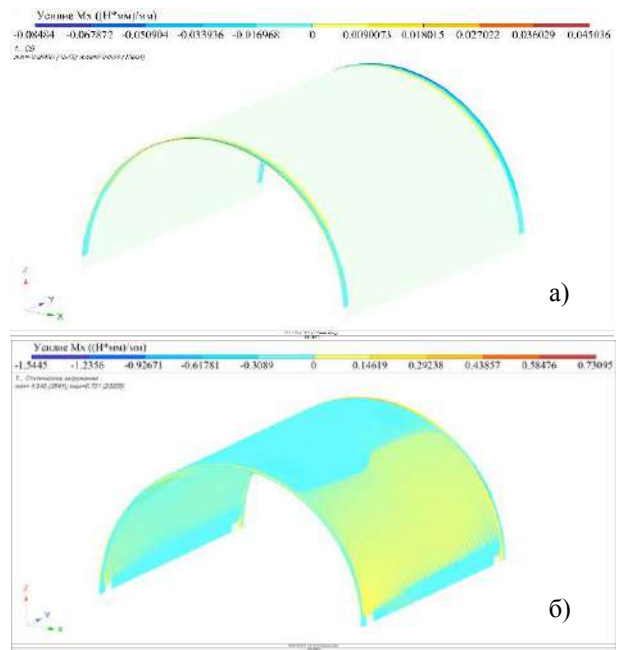 Усилие Mx ((Н*мм)/мм)
-0.08484 -0.067872 -0.050904 -0.033936 -0.016968 0 0.0090073 0.018015 0.027022 0.036029 0.045036
Z
Y
X
а)
Усилие Mx ((Н*мм)/мм)
-1.5445 -1.2356 -0.92671 -0.61781 -0.3089 0 0.14619 0.29238 0.43857 0.58476 0.73095
Z
Y
X
б)